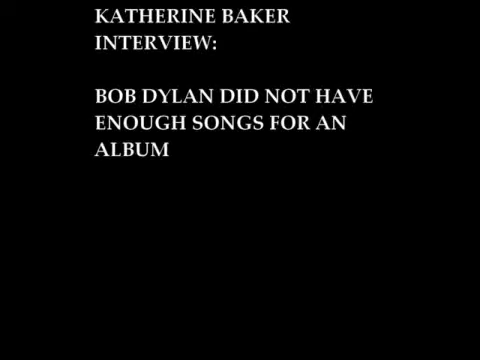 KATHERINE BAKER
INTERVIEW:
BOB DYLAN DID NOT HAVE
ENOUGH SONGS FOR AN
ALBUM